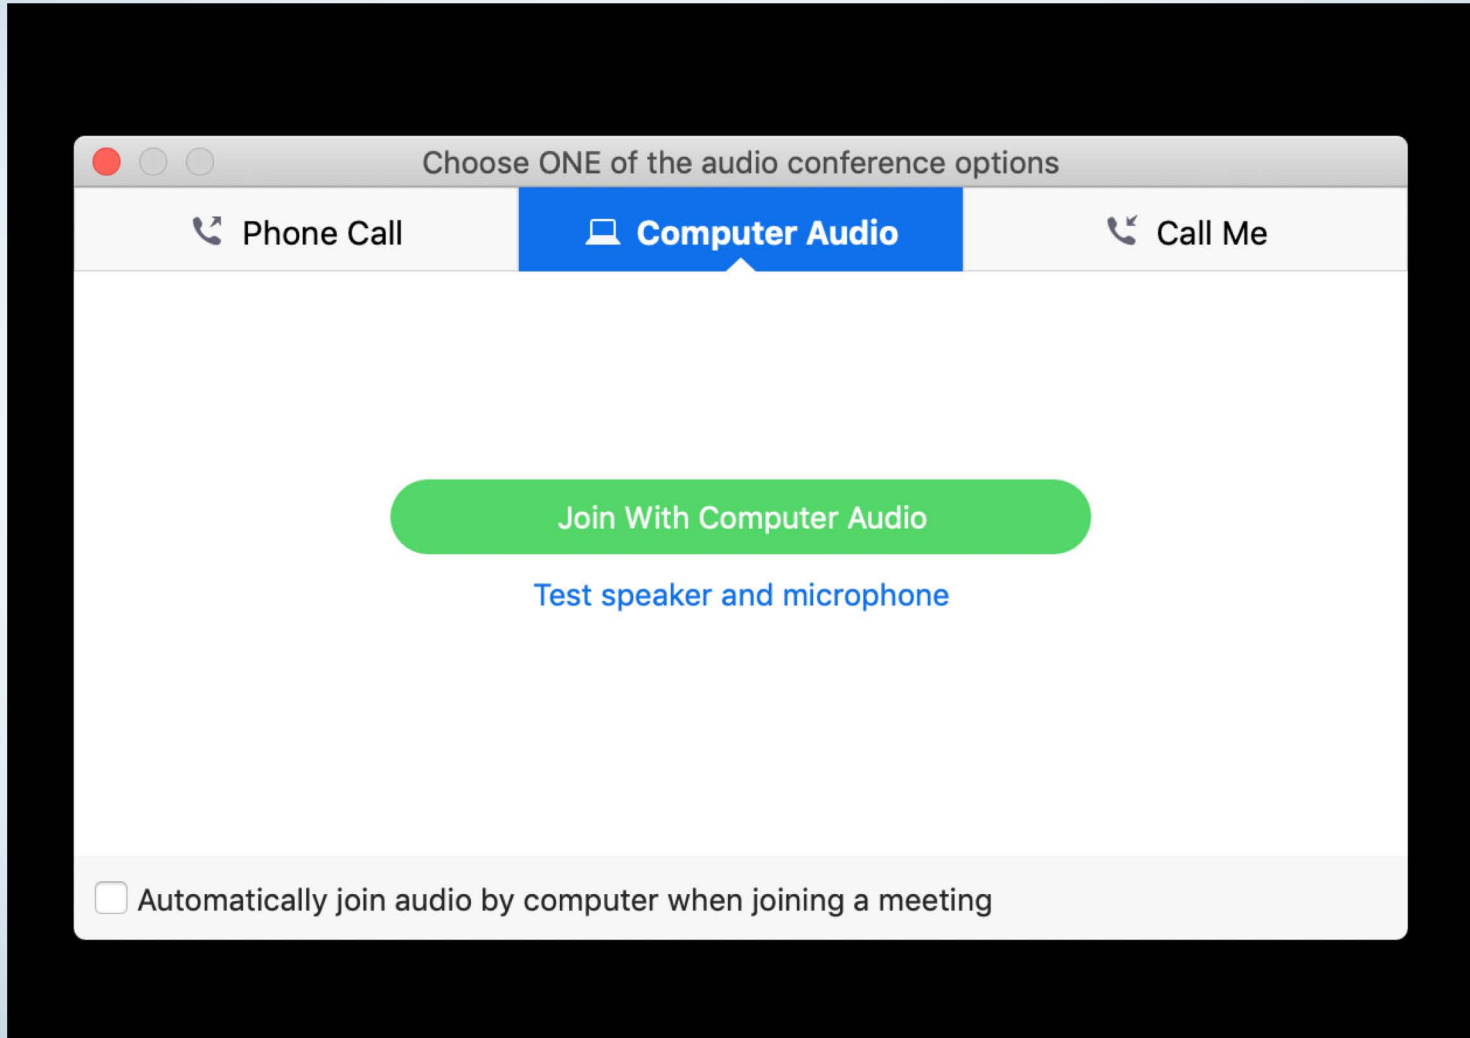 Choose ONE of the audio conference options
Phone Call
Computer Audio
Call Me
Join With Computer Audio
Test speaker and microphone
Automatically join audio by computer when joining a meeting